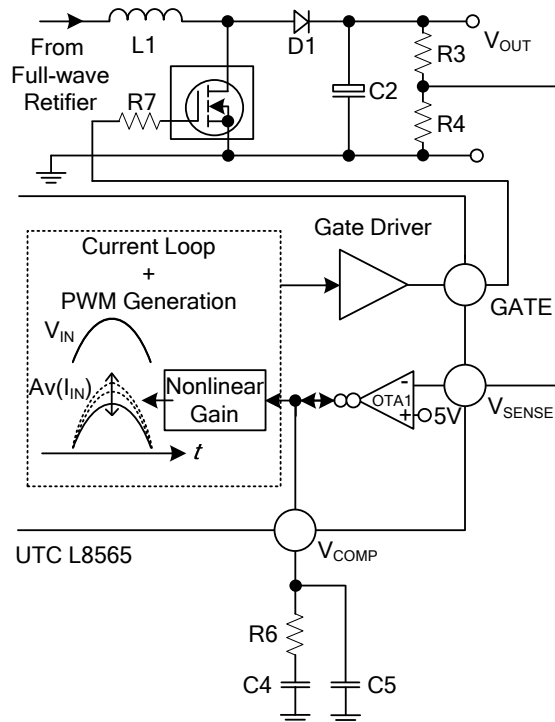 L1
D1
From
Full-wave
Retifier
R7
C2
R3
R4
VOUT
Current Loop
+
PWM Generation
Gate Driver
GATE
VIN
Av(IIN)
t
Nonlinear
Gain
OTA1
-
+
5V
VSENSE
UTC L8565
VCOMP
R6
C4
C5